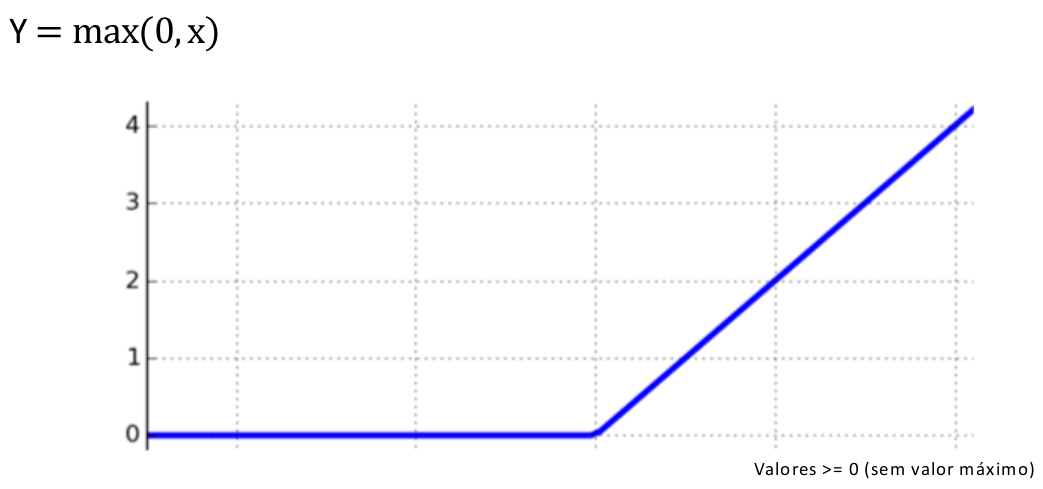 Y = max(0, x)
4
3
2
1
0
Valores >= 0 (sem valor máximo)